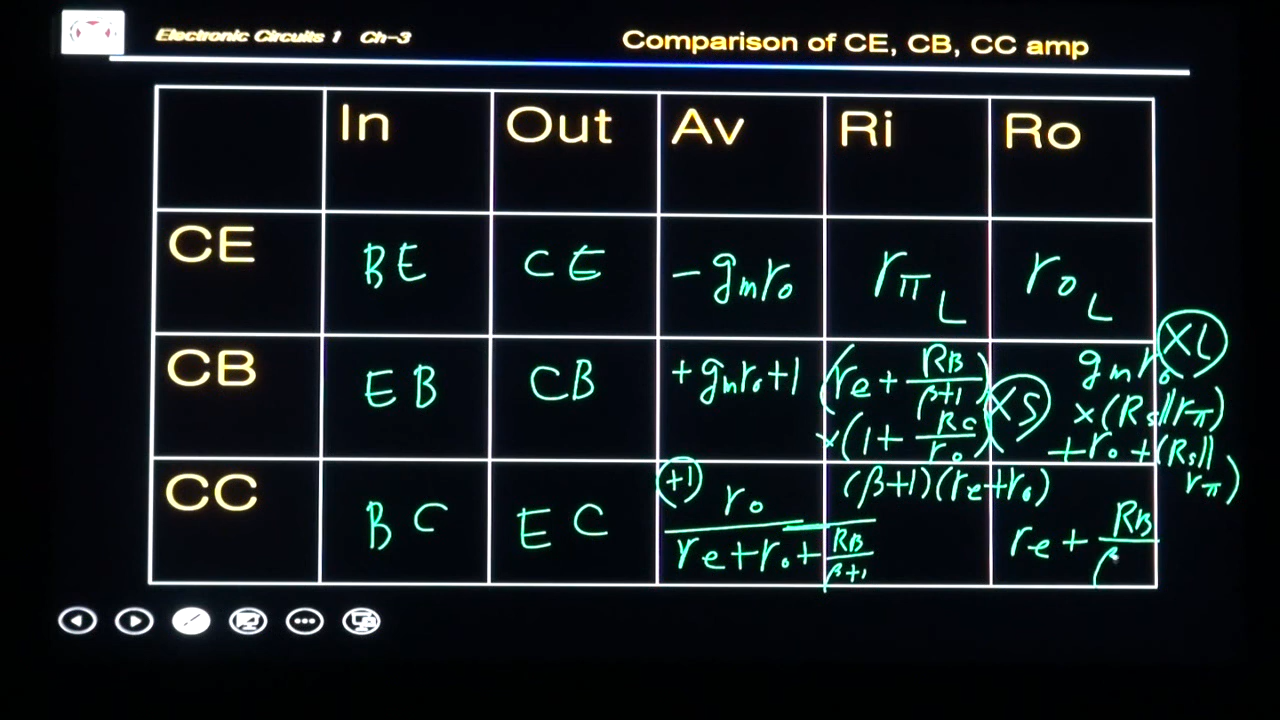 Electronic Circuits 1 Ch-3
Comparison of CE, CB, CC amp
In Out Av Ri Ro
CE BE CE -gmro rπ L ro L
CB EB CB +gmro+1 (re + RB/(β+1)) ×(1 + RC/ro) XS gmro XL
×(Rs||rπ)
+ro+(Rs||
rπ)
CC BC EC +1 ro/(re+ro+RB/(β+1)) (β+1)(re+ro) re + RB/β